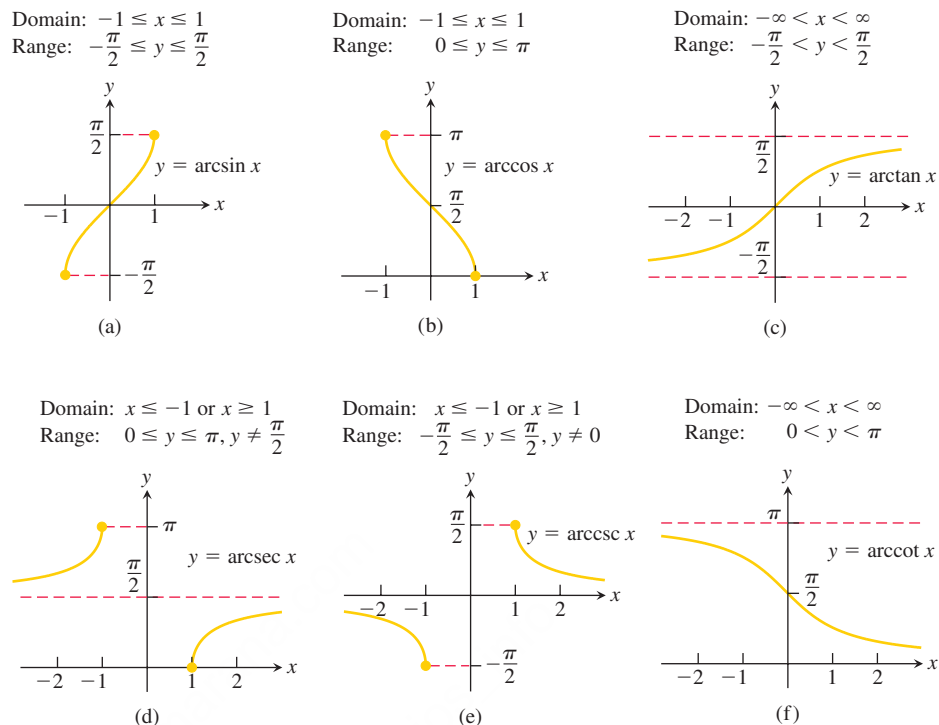 Domain: −1 ≤ x ≤ 1
Range: −π/2 ≤ y ≤ π/2
y
π/2
y = arcsin x
−1
1
x
−π/2
(a)
Domain: −1 ≤ x ≤ 1
Range: 0 ≤ y ≤ π
y
π
y = arccos x
π/2
−1
1
x
(b)
Domain: −∞ < x < ∞
Range: −π/2 < y < π/2
y
π/2
y = arctan x
−2 −1
1 2
x
−π/2
(c)
Domain: x ≤ −1 or x ≥ 1
Range: 0 ≤ y ≤ π, y ≠ π/2
y
π
y = arcsec x
π/2
−2 −1
1 2
x
(d)
Domain: x ≤ −1 or x ≥ 1
Range: −π/2 ≤ y ≤ π/2, y ≠ 0
y
π/2
y = arccsc x
−2 −1
1 2
x
−π/2
(e)
Domain: −∞ < x < ∞
Range: 0 < y < π
y
π
y = arccot x
π/2
−2 −1
1 2
x
(f)